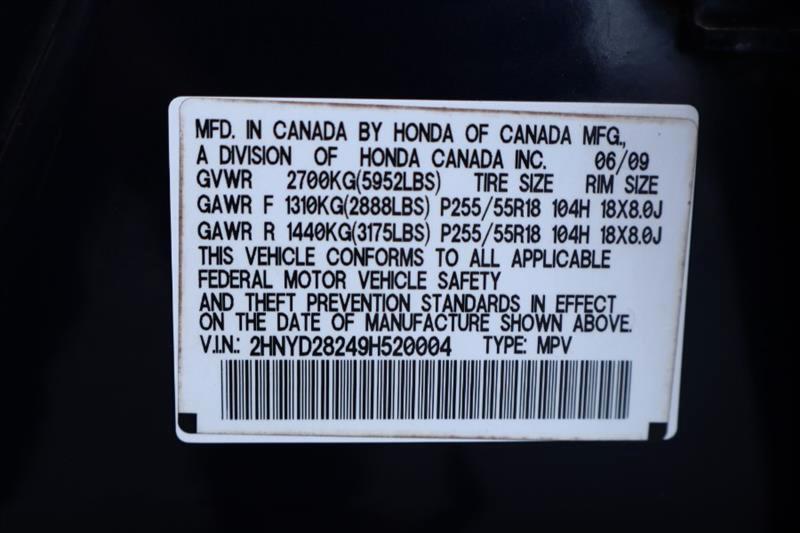 MFD. IN CANADA BY HONDA OF CANADA MFG.,
A DIVISION OF HONDA CANADA INC. 06/09
GVWR 2700KG(5952LBS) TIRE SIZE RIM SIZE
GAWR F 1310KG(2888LBS) P255/55R18 104H 18X8.0J
GAWR R 1440KG(3175LBS) P255/55R18 104H 18X8.0J
THIS VEHICLE CONFORMS TO ALL APPLICABLE
FEDERAL MOTOR VEHICLE SAFETY
AND THEFT PREVENTION STANDARDS IN EFFECT
ON THE DATE OF MANUFACTURE SHOWN ABOVE.
V.I.N.: 2HNYD28249H520004 TYPE: MPV